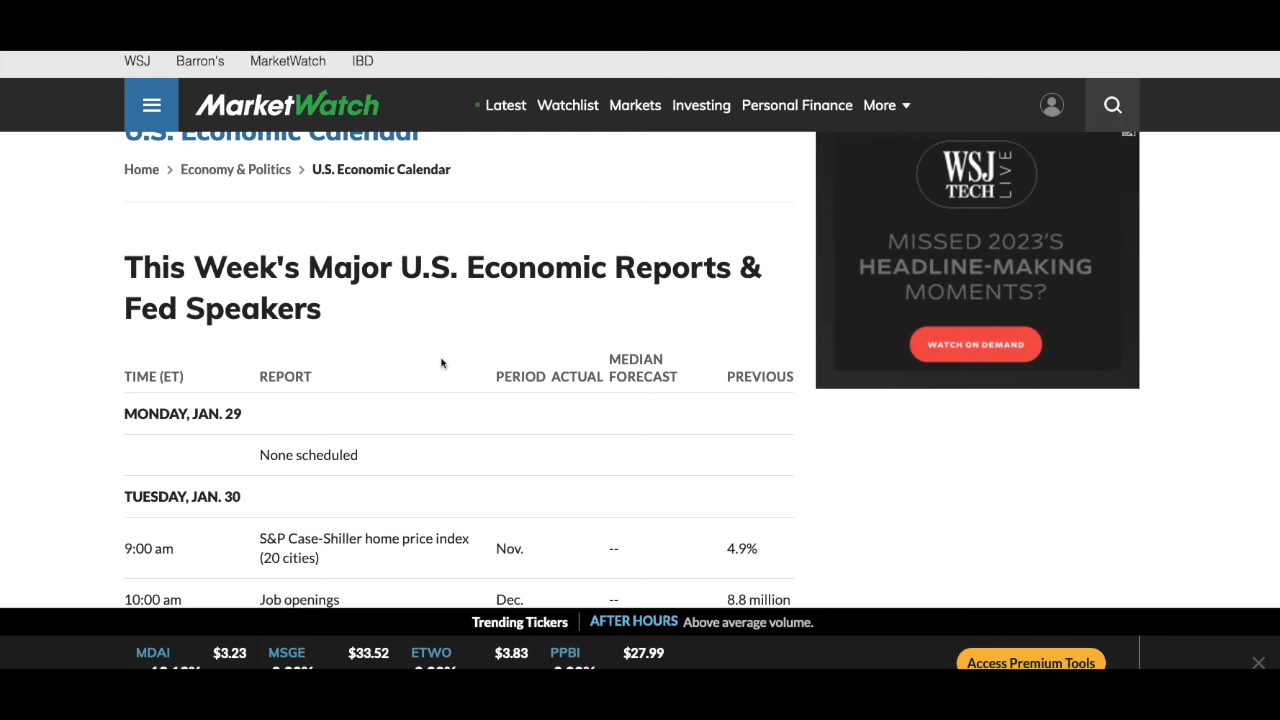 WSJ Barron's MarketWatch IBD
MarketWatch
Latest Watchlist Markets Investing Personal Finance More
U.S. Economic Calendar
Home > Economy & Politics > U.S. Economic Calendar
WSJ
TECH
LIVE
MISSED 2023'S
HEADLINE-MAKING
MOMENTS?
WATCH ON DEMAND
This Week's Major U.S. Economic Reports &
Fed Speakers
TIME (ET) REPORT PERIOD ACTUAL MEDIAN FORECAST PREVIOUS
MONDAY, JAN. 29
None scheduled
TUESDAY, JAN. 30
9:00 am S&P Case-Shiller home price index (20 cities) Nov. -- 4.9%
10:00 am Job openings Dec. -- 8.8 million
Trending Tickers AFTER HOURS Above average volume.
MDAI $3.23 MSGE $33.52 ETWO $3.83 PPBI $27.99
Access Premium Tools